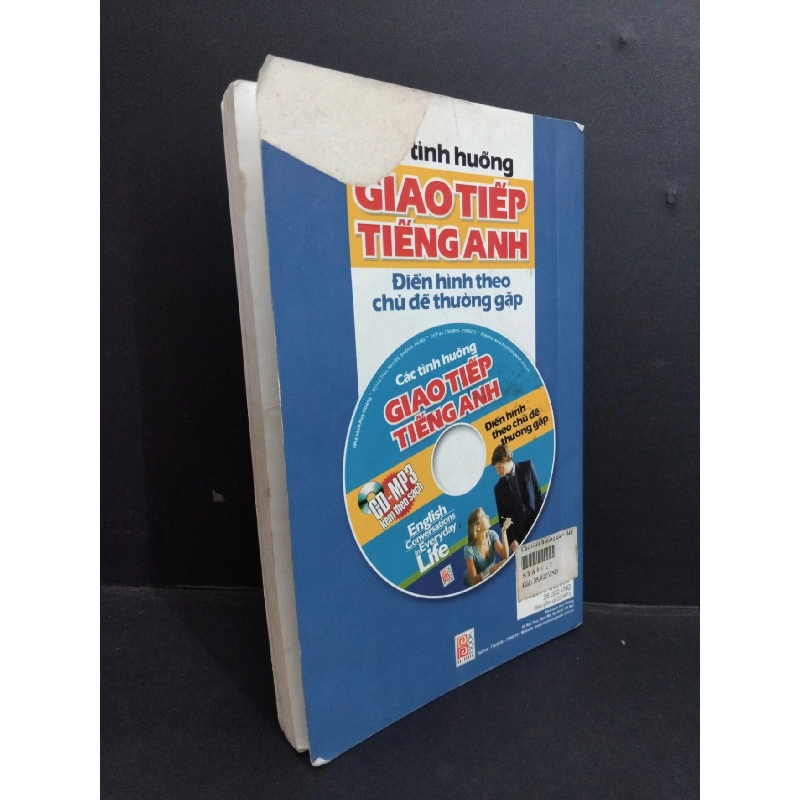 tình huống
GIAO TIẾP
TIẾNG ANH
Điển hình theo
chủ đề thường gặp
Các tình huống
GIAO TIẾP
TIẾNG ANH
Điển hình
theo chủ đề
thường gặp
CD-MP3
kèm theo sách
English
Conversations
in Everyday
Life